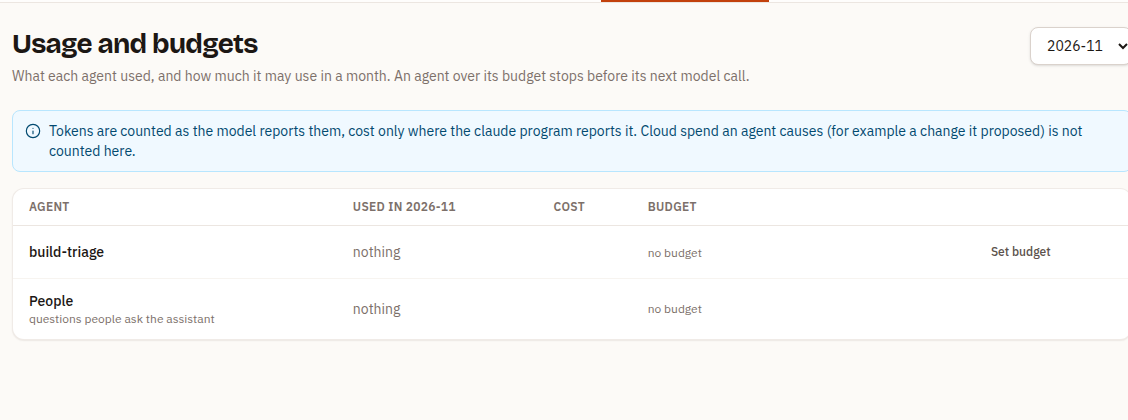 Usage and budgets
2026-11
What each agent used, and how much it may use in a month. An agent over its budget stops before its next model call.
Tokens are counted as the model reports them, cost only where the claude program reports it. Cloud spend an agent causes (for example a change it proposed) is not
counted here.
AGENT USED IN 2026-11 COST BUDGET
build-triage nothing no budget Set budget
People nothing no budget
questions people ask the assistant